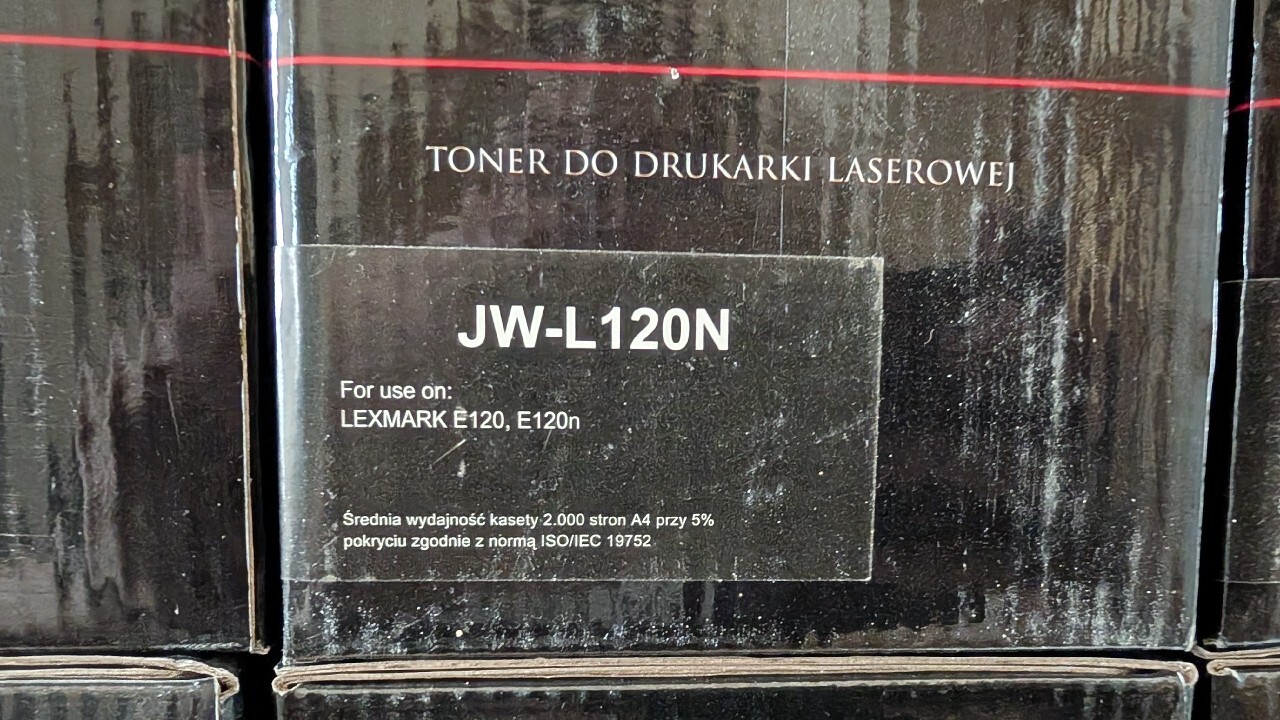 TONER DO DRUKARKI LASEROWEJ
JW-L120N
For use on:
LEXMARK E120, E120n
Średnia wydajność kasety 2.000 stron A4 przy 5%
pokryciu zgodnie z normą ISO/IEC 19752